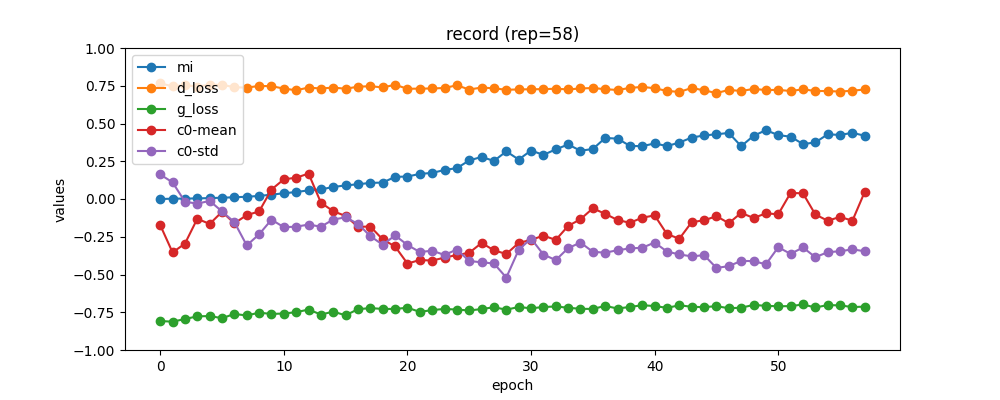 record (rep=58)
1.00
0.75
0.50
0.25
0.00
−0.25
−0.50
−0.75
−1.00
values
mi
d_loss
g_loss
c0-mean
c0-std
0
10
20
30
40
50
epoch